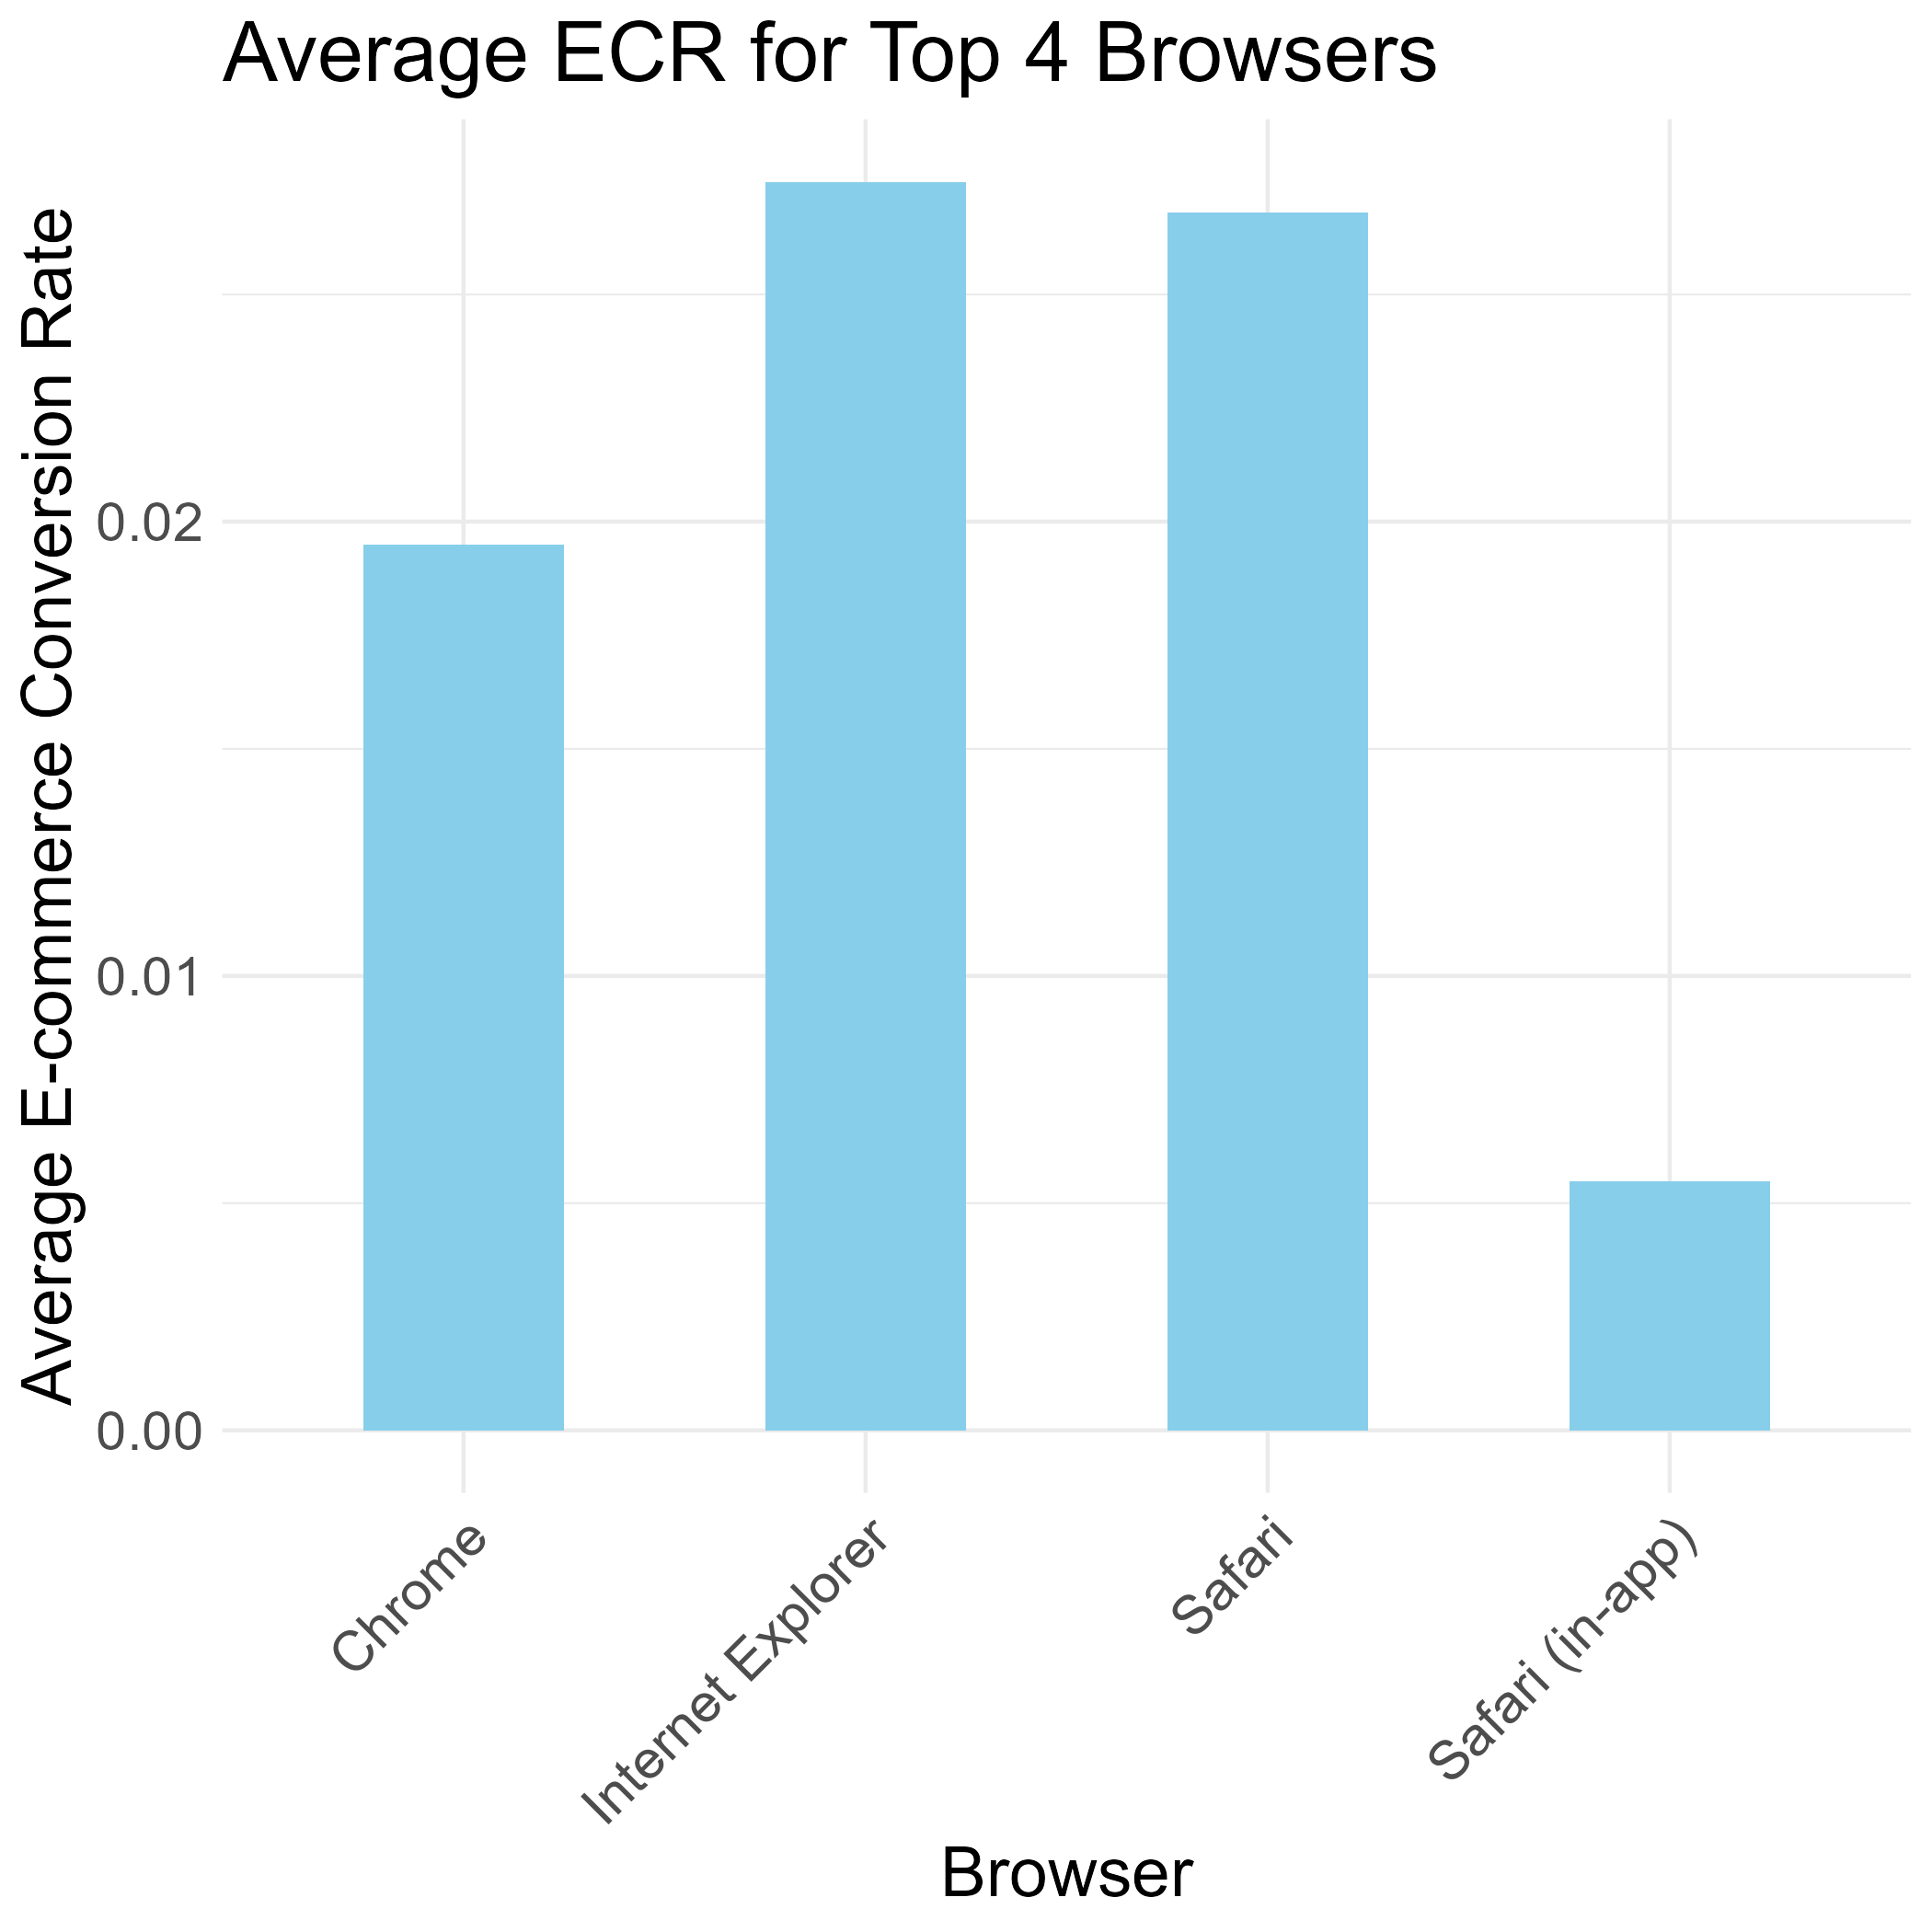 Average ECR for Top 4 Browsers
Average E-commerce Conversion Rate
0.02
0.01
0.00
Chrome
Internet Explorer
Safari
Safari (in-app)
Browser